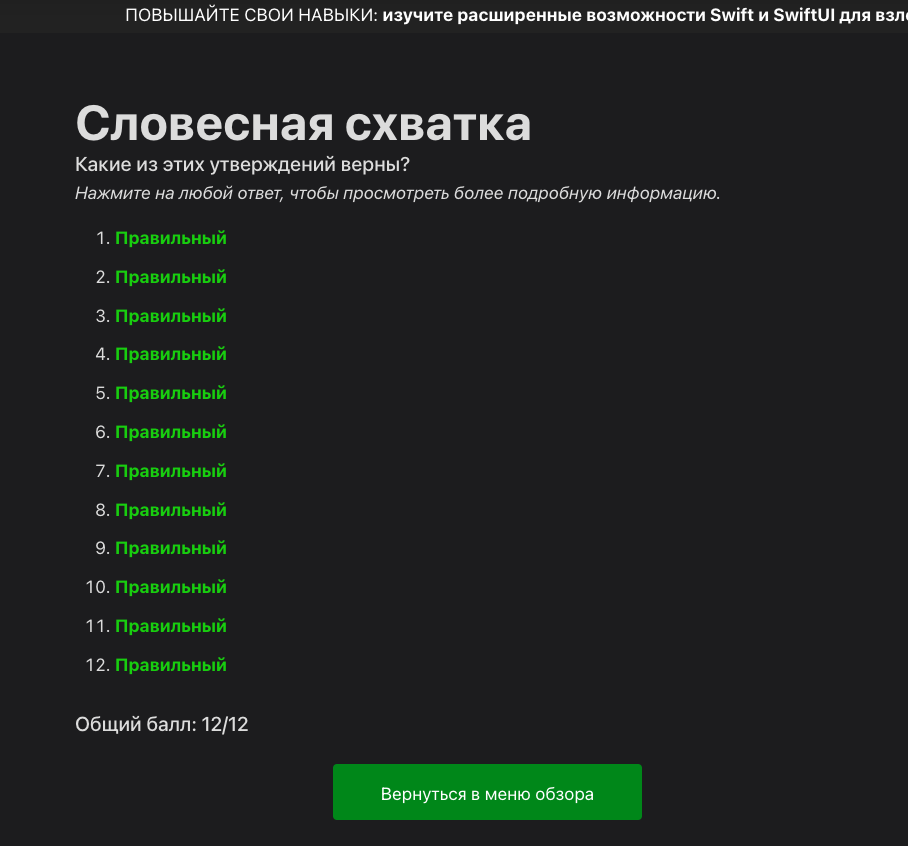 ПОВЫШАЙТЕ СВОИ НАВЫКИ: изучите расширенные возможности Swift и SwiftUI для
Словесная схватка
Какие из этих утверждений верны?
Нажмите на любой ответ, чтобы просмотреть более подробную информацию.
1. Правильный
2. Правильный
3. Правильный
4. Правильный
5. Правильный
6. Правильный
7. Правильный
8. Правильный
9. Правильный
10. Правильный
11. Правильный
12. Правильный
Общий балл: 12/12
Вернуться в меню обзора